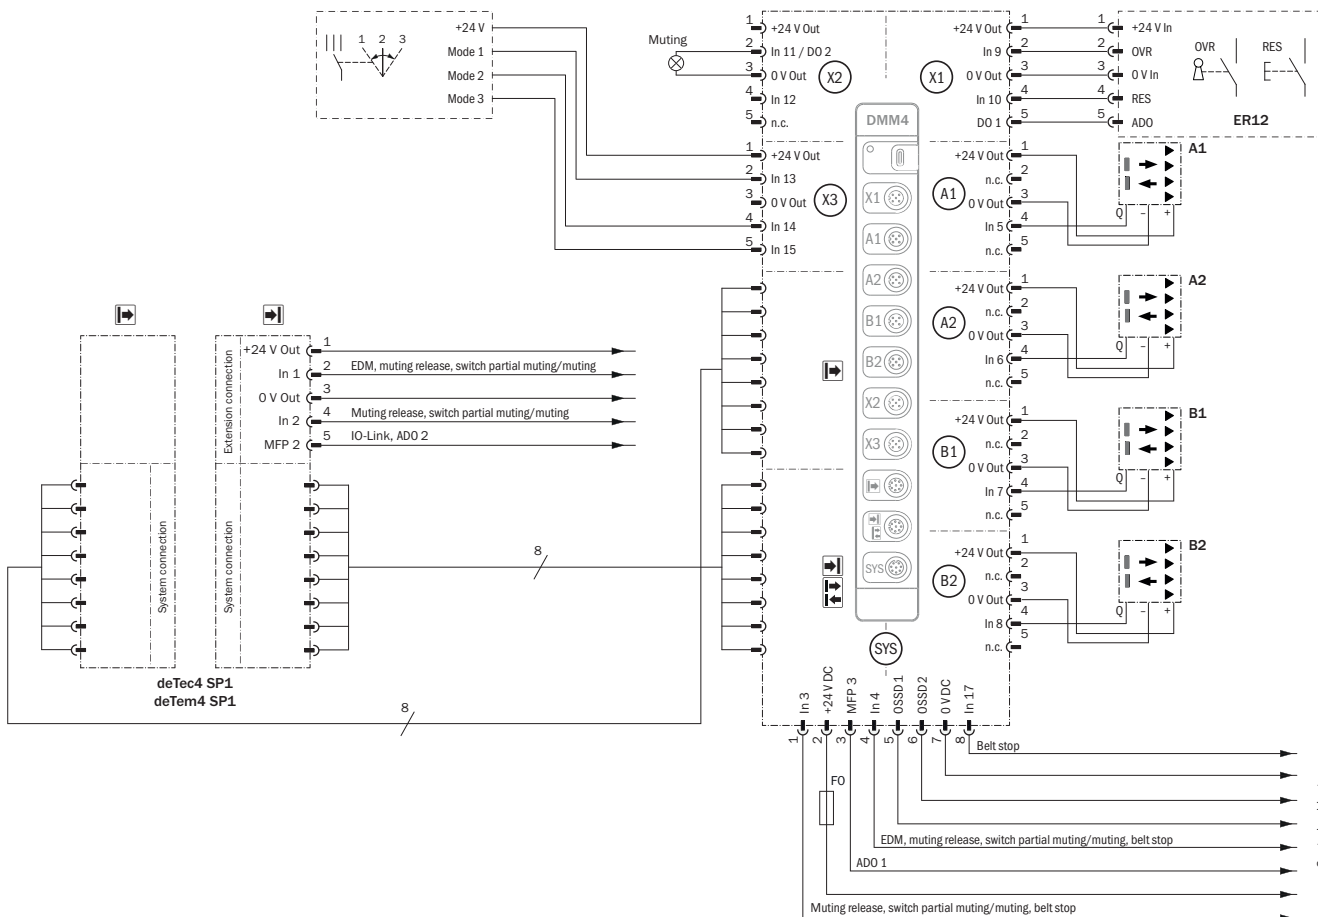 +24 V
Mode 1
Mode 2
Mode 3
1 2 3
Muting
1 +24 V Out
2 In 11 / DO 2
3 0 V Out
4 In 12
5 n.c.
X2
X1
+24 V Out 1
In 9 2
0 V Out 3
In 10 4
DO 1 5
1 +24 V In
2 OVR
3 0 V In
4 RES
5 ADO
OVR RES
ER12
DMM4
X1
A1
A2
B1
B2
X2
X3
SYS
1 +24 V Out
2 In 13
3 0 V Out
4 In 14
5 In 15
X3
A1
+24 V Out 1
n.c. 2
0 V Out 3
In 5 4
n.c. 5
A1
Q – +
A2
+24 V Out 1
n.c. 2
0 V Out 3
In 6 4
n.c. 5
A2
Q – +
B1
+24 V Out 1
n.c. 2
0 V Out 3
In 7 4
n.c. 5
B1
Q – +
B2
+24 V Out 1
n.c. 2
0 V Out 3
In 8 4
n.c. 5
B2
Q – +
Extension connection
+24 V Out 1
In 1 2 EDM, muting release, switch partial muting/muting
0 V Out 3
In 2 4 Muting release, switch partial muting/muting
MFP 2 5 IO-Link, ADO 2
System connection
System connection
8
deTec4 SP1
deTem4 SP1
8
SYS
In 3
+24 V DC
MFP 3
In 4
OSSD 1
OSSD 2
0 V DC
In 17
1 2 3 4 5 6 7 8
Belt stop
F0
EDM, muting release, switch partial muting/muting, belt stop
ADO 1
Muting release, switch partial muting/muting, belt stop